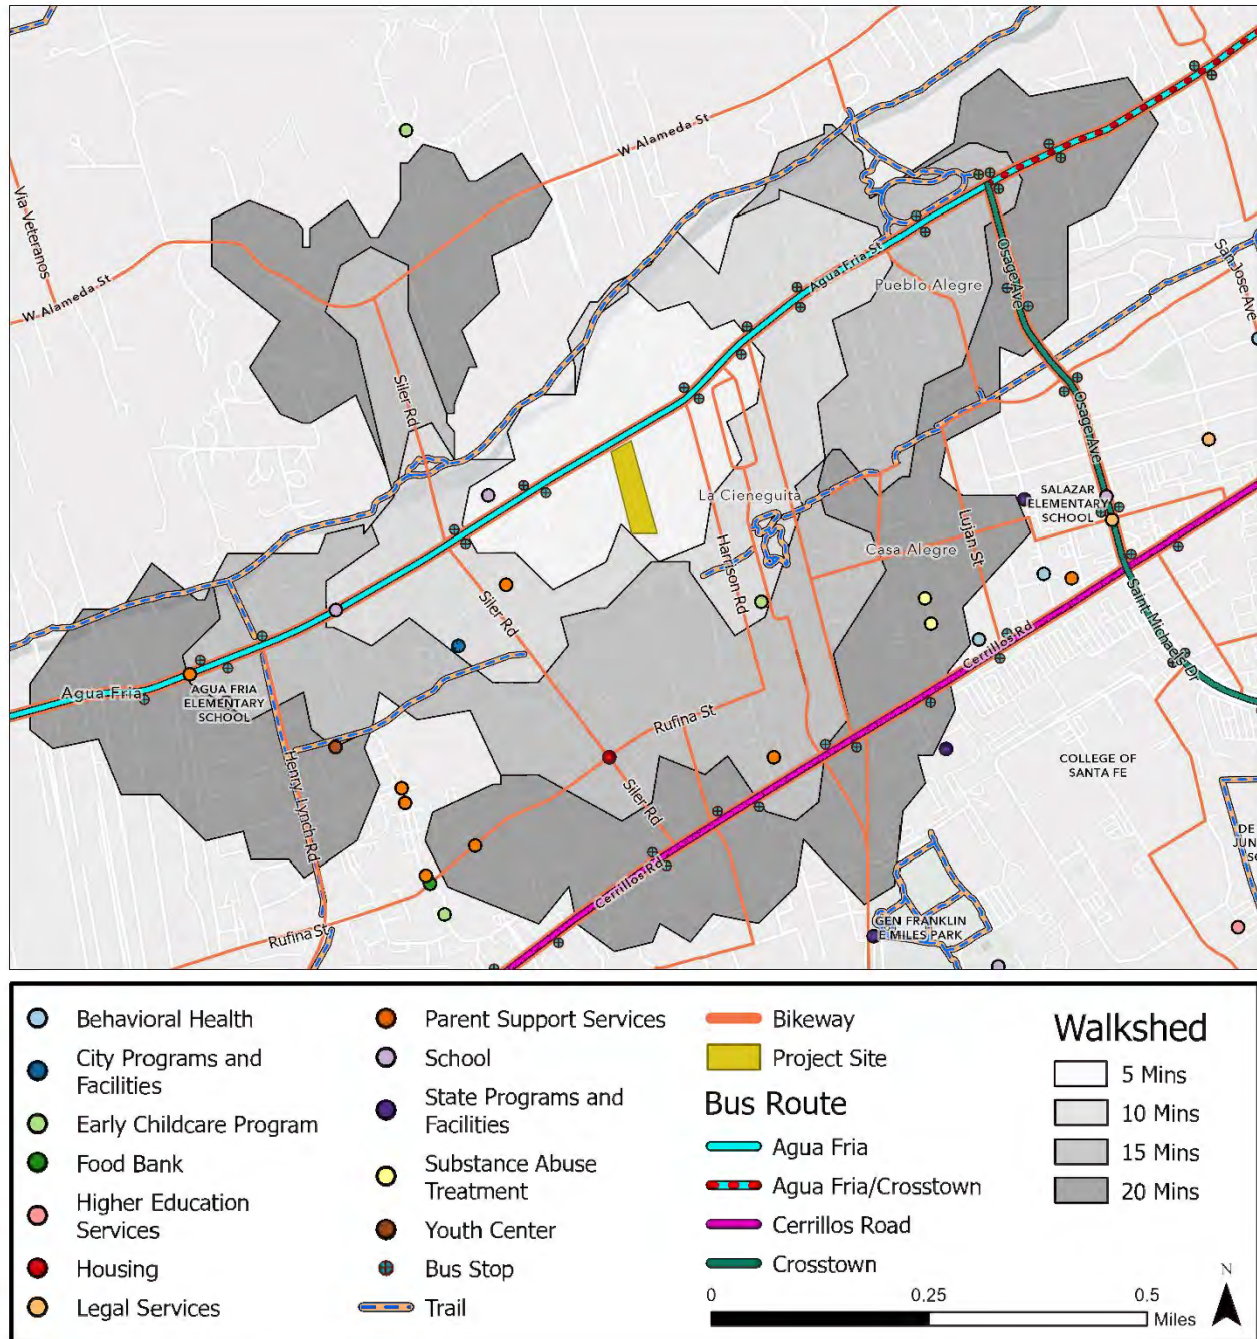 W Alameda St
Via Veteranos
W Alameda St
Siler Rd
Agua Fria St
Pueblo Alegre
Osage Ave
San Jose Ave
Osage Ave
La Cieneguita
SALAZAR
ELEMENTARY
SCHOOL
Casa Alegre
Lujan St
Harrison Rd
Siler Rd
Saint Michaels Dr
Cerrillos Rd
Agua Fria
AGUA FRIA
ELEMENTARY
SCHOOL
Rufina St
Henry Lynch Rd
Siler Rd
COLLEGE OF
SANTA FE
Cerrillos Rd
DE
JUN
SC
GEN FRANKLIN
E MILES PARK
Rufina St
Behavioral Health
City Programs and
Facilities
Early Childcare Program
Food Bank
Higher Education
Services
Housing
Legal Services
Parent Support Services
School
State Programs and
Facilities
Substance Abuse
Treatment
Youth Center
Bus Stop
Trail
Bikeway
Project Site
Bus Route
Agua Fria
Agua Fria/Crosstown
Cerrillos Road
Crosstown
Walkshed
5 Mins
10 Mins
15 Mins
20 Mins
0 0.25 0.5
Miles
N